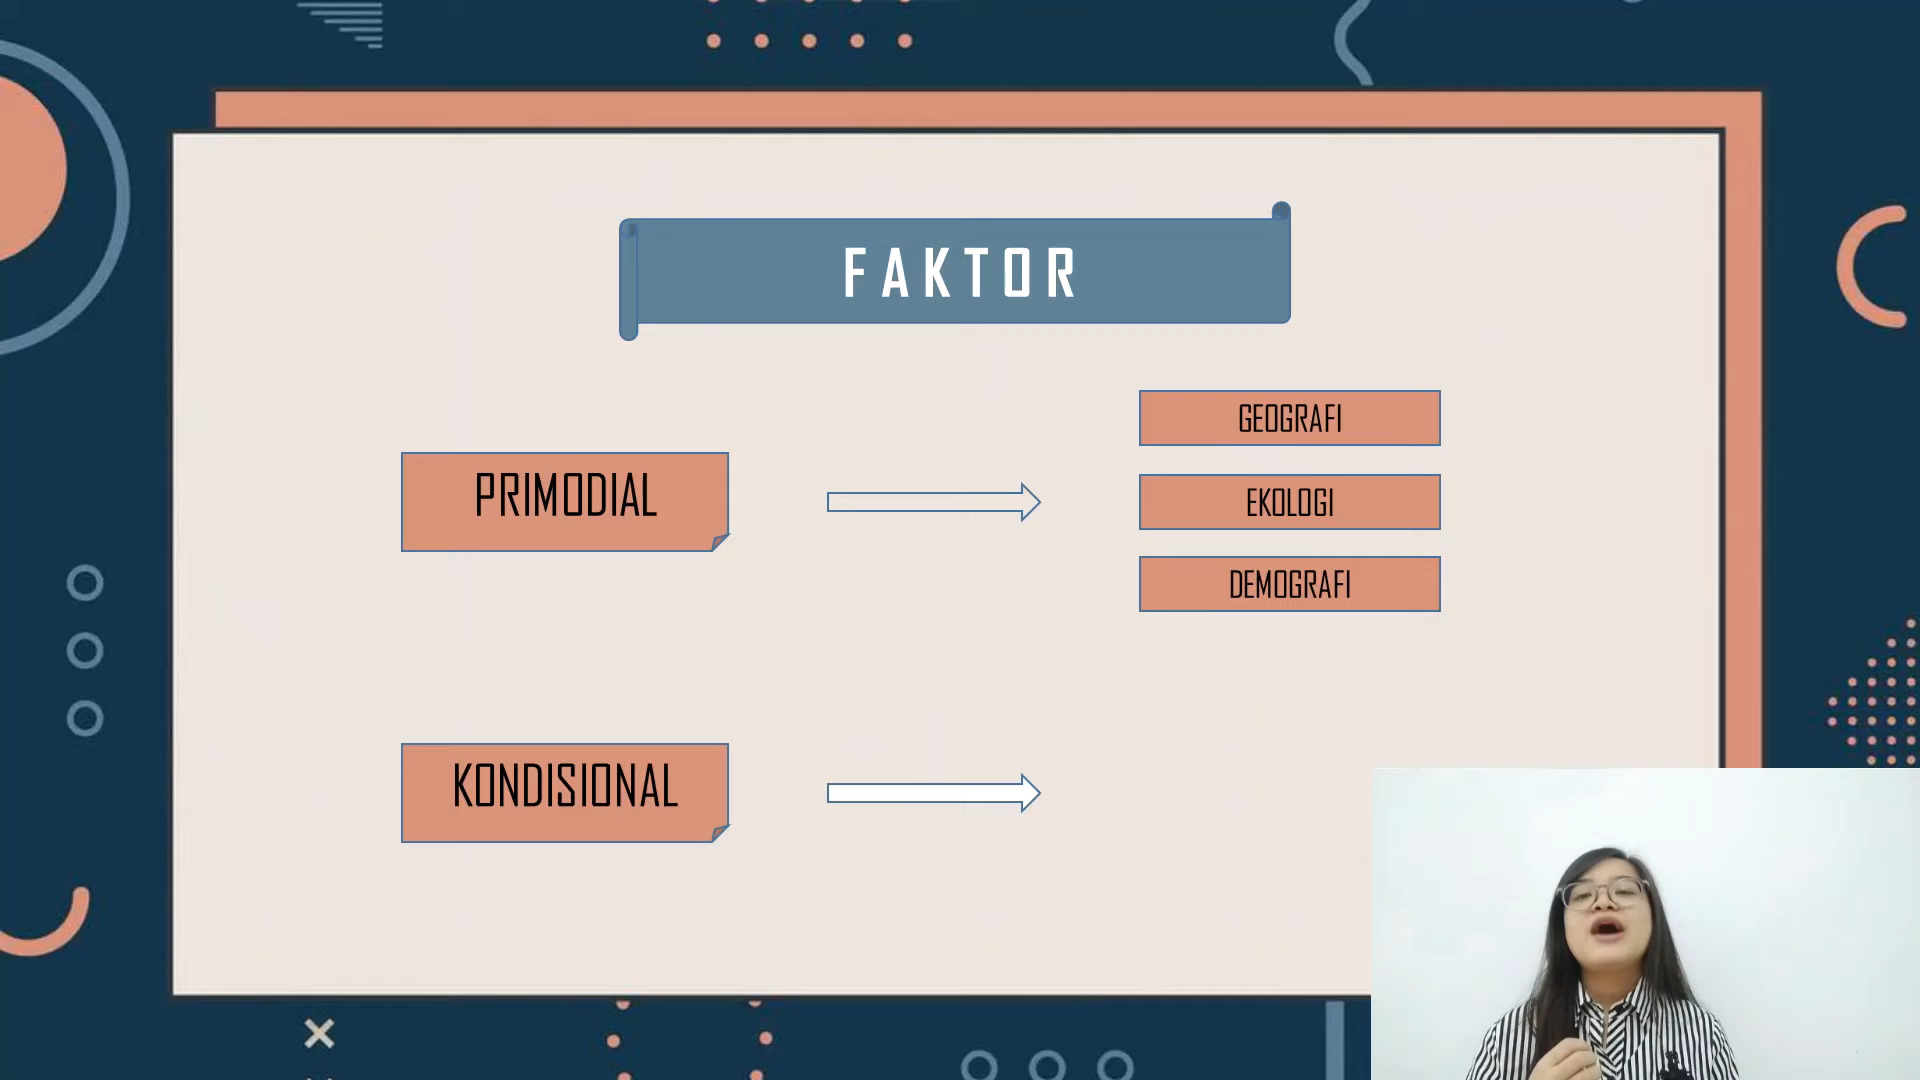 FAKTOR
PRIMODIAL
GEOGRAFI
EKOLOGI
DEMOGRAFI
KONDISIONAL